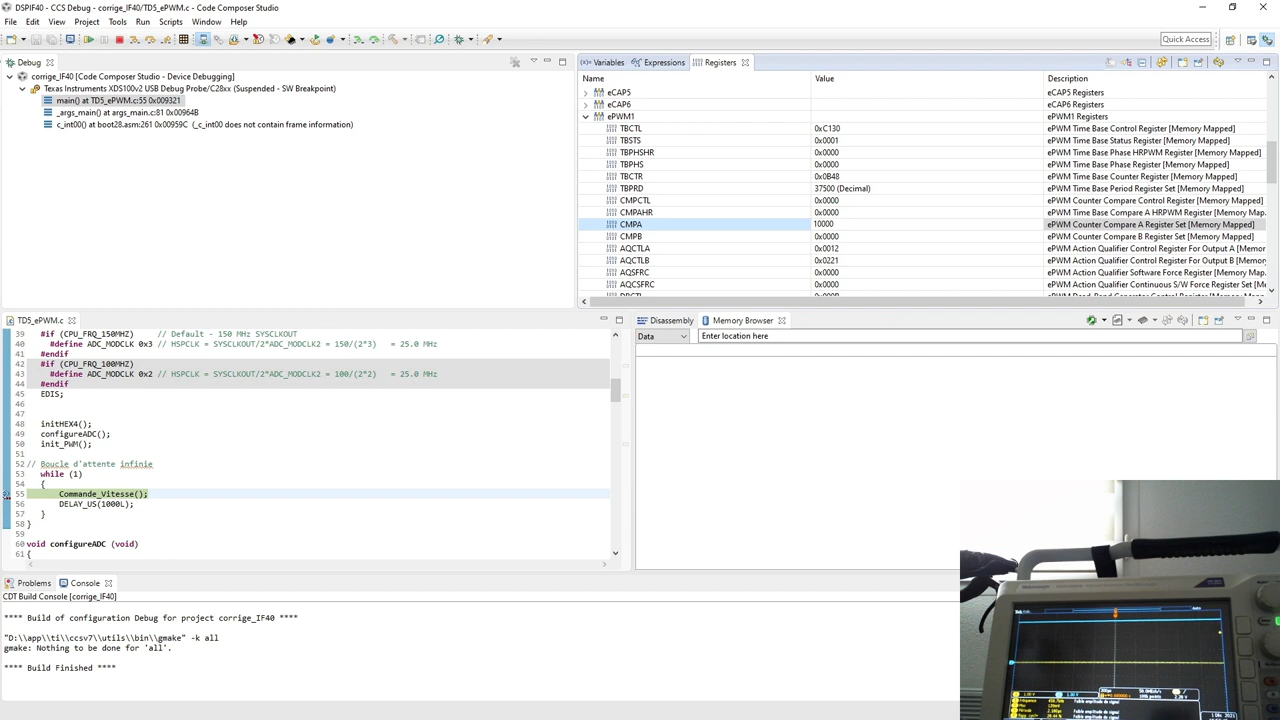 DSPIF40 - CCS Debug - corrige_IF40/TD5_ePWM.c - Code Composer Studio
File Edit View Project Tools Run Scripts Window Help
Quick Access
Debug
corrige_IF40 [Code Composer Studio - Device Debugging]
Texas Instruments XDS100v2 USB Debug Probe/C28xx (Suspended - SW Breakpoint)
main() at TD5_ePWM.c:55 0x009321
_args_main() at args_main.c:81 0x00964B
c_int00() at boot28.asm:261 0x00959C (_c_int00 does not contain frame information)
(x)= Variables Expressions Registers
Name Value Description
eCAP5 eCAP5 Registers
eCAP6 eCAP6 Registers
ePWM1 ePWM1 Registers
TBCTL 0xC130 ePWM Time Base Control Register [Memory Mapped]
TBSTS 0x0001 ePWM Time Base Status Register [Memory Mapped]
TBPHSHR 0x0000 ePWM Time Base Phase HRPWM Register [Memory Mapped]
TBPHS 0x0000 ePWM Time Base Phase Register [Memory Mapped]
TBCTR 0x0B48 ePWM Time Base Counter Register [Memory Mapped]
TBPRD 37500 (Decimal) ePWM Time Base Period Register Set [Memory Mapped]
CMPCTL 0x0000 ePWM Counter Compare Control Register [Memory Mapped]
CMPAHR 0x0000 ePWM Time Base Compare A HRPWM Register [Memory Map...
CMPA 10000 ePWM Counter Compare A Register Set [Memory Mapped]
CMPB 0x0000 ePWM Counter Compare B Register Set [Memory Mapped]
AQCTLA 0x0012 ePWM Action Qualifier Control Register For Output A [Mem...
AQCTLB 0x0221 ePWM Action Qualifier Control Register For Output B [Mem...
AQSFRC 0x0000 ePWM Action Qualifier Software Force Register [Memory Map...
AQCSFRC 0x0000 ePWM Action Qualifier Continuous S/W Force Register Set [Me...
TD5_ePWM.c
39 #if (CPU_FRQ_150MHZ) // Default - 150 MHz SYSCLKOUT
40 #define ADC_MODCLK 0x3 // HSPCLK = SYSCLKOUT/2*ADC_MODCLK2 = 150/(2*3) = 25.0 MHz
41 #endif
42 #if (CPU_FRQ_100MHZ)
43 #define ADC_MODCLK 0x2 // HSPCLK = SYSCLKOUT/2*ADC_MODCLK2 = 100/(2*2) = 25.0 MHz
44 #endif
45 EDIS;
46
47
48 initHEX4();
49 configureADC();
50 init_PWM();
51
52 // Boucle d'attente infinie
53 while (1)
54 {
55 Commande_Vitesse();
56 DELAY_US(1000L);
57 }
58 }
59
60 void configureADC (void)
61 {
Disassembly Memory Browser
Data Enter location here
Problems Console
CDT Build Console [corrige_IF40]
**** Build of configuration Debug for project corrige_IF40 ****
"D:\\app\\ti\\ccsv7\\utils\\bin\\gmake" -k all
gmake: Nothing to be done for 'all'.
**** Build Finished ****